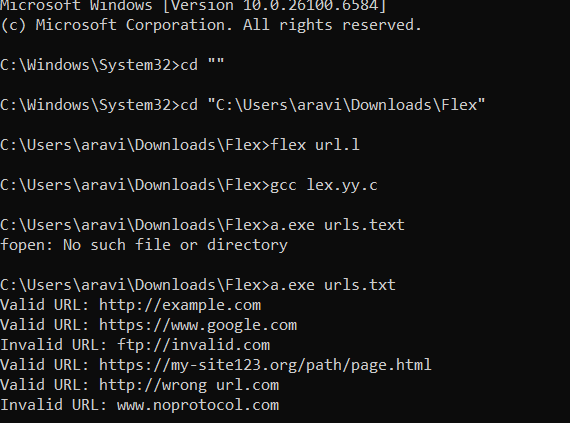 Microsoft Windows [Version 10.0.26100.6584]
(c) Microsoft Corporation. All rights reserved.
C:\Windows\System32>cd ""
C:\Windows\System32>cd "C:\Users\aravi\Downloads\Flex"
C:\Users\aravi\Downloads\Flex>flex url.l
C:\Users\aravi\Downloads\Flex>gcc lex.yy.c
C:\Users\aravi\Downloads\Flex>a.exe urls.text
fopen: No such file or directory
C:\Users\aravi\Downloads\Flex>a.exe urls.txt
Valid URL: http://example.com
Valid URL: https://www.google.com
Invalid URL: ftp://invalid.com
Valid URL: https://my-site123.org/path/page.html
Valid URL: http://wrong url.com
Invalid URL: www.noprotocol.com